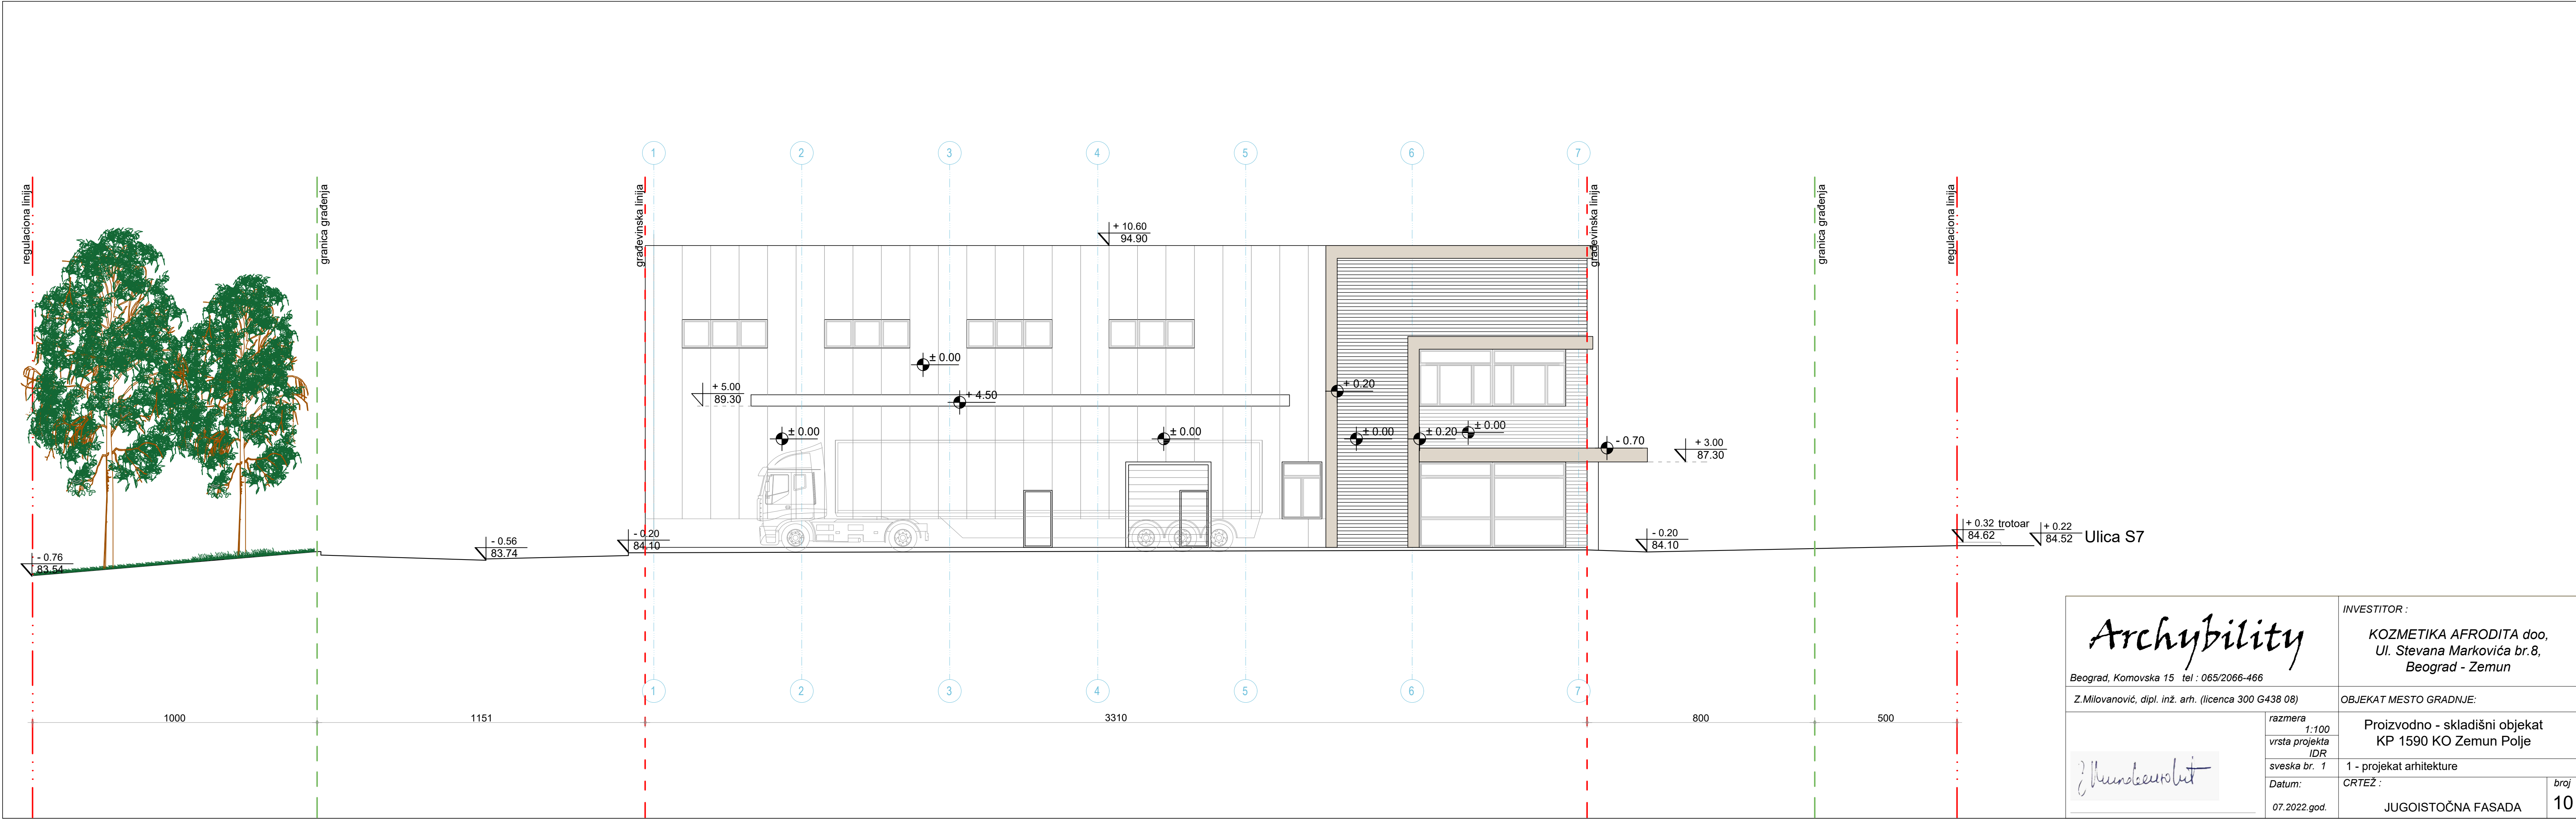 1
2
3
4
5
6
7
regulaciona linija
granica građenja
građevinska linija
građevinska linija
granica građenja
regulaciona linija
+ 10.60
94.90
± 0.00
+ 5.00
89.30
+ 4.50
+ 0.20
± 0.00
± 0.00
± 0.00
± 0.20
± 0.00
- 0.70
+ 3.00
87.30
- 0.76
83.54
- 0.56
83.74
- 0.20
84.10
- 0.20
84.10
+ 0.32 trotoar
84.62
+ 0.22
84.52
Ulica S7
1
2
3
4
5
6
7
1000
1151
3310
800
500
Archybility
Beograd, Komovska 15 tel : 065/2066-466
INVESTITOR :
KOZMETIKA AFRODITA doo,
Ul. Stevana Markovića br.8,
Beograd - Zemun
Z.Milovanović, dipl. inž. arh. (licenca 300 G438 08)
OBJEKAT MESTO GRADNJE:
razmera
1:100
Proizvodno - skladišni objekat
KP 1590 KO Zemun Polje
vrsta projekta
IDR
sveska br. 1
1 - projekat arhitekture
Datum:
07.2022.god.
CRTEŽ :
JUGOISTOČNA FASADA
broj
10